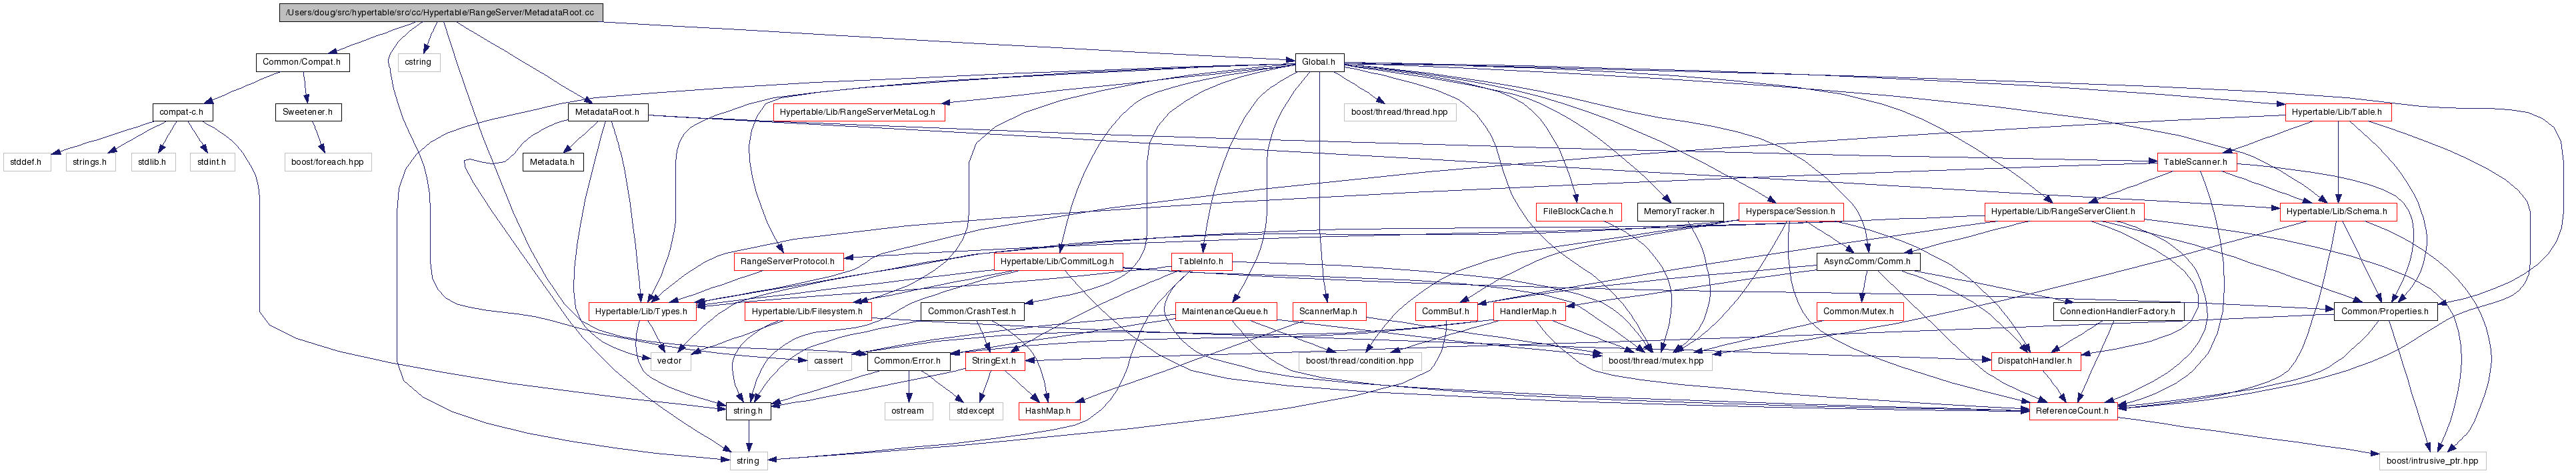 /Users/doug/src/hypertable/src/cc/Hypertable/RangeServer/MetadataRoot.cc
Common/Compat.h
cstring
Global.h
compat-c.h
Sweetener.h
MetadataRoot.h
Hypertable/Lib/RangeServerMetaLog.h
boost/thread/thread.hpp
Hypertable/Lib/Table.h
stddef.h
strings.h
stdlib.h
stdint.h
boost/foreach.hpp
Metadata.h
TableScanner.h
FileBlockCache.h
MemoryTracker.h
Hyperspace/Session.h
Hypertable/Lib/RangeServerClient.h
Hypertable/Lib/Schema.h
RangeServerProtocol.h
Hypertable/Lib/CommitLog.h
TableInfo.h
AsyncComm/Comm.h
Hypertable/Lib/Types.h
Hypertable/Lib/Filesystem.h
Common/CrashTest.h
MaintenanceQueue.h
ScannerMap.h
CommBuf.h
HandlerMap.h
Common/Mutex.h
ConnectionHandlerFactory.h
Common/Properties.h
vector
cassert
Common/Error.h
StringExt.h
boost/thread/condition.hpp
boost/thread/mutex.hpp
DispatchHandler.h
string.h
ostream
stdexcept
HashMap.h
ReferenceCount.h
string
boost/intrusive_ptr.hpp